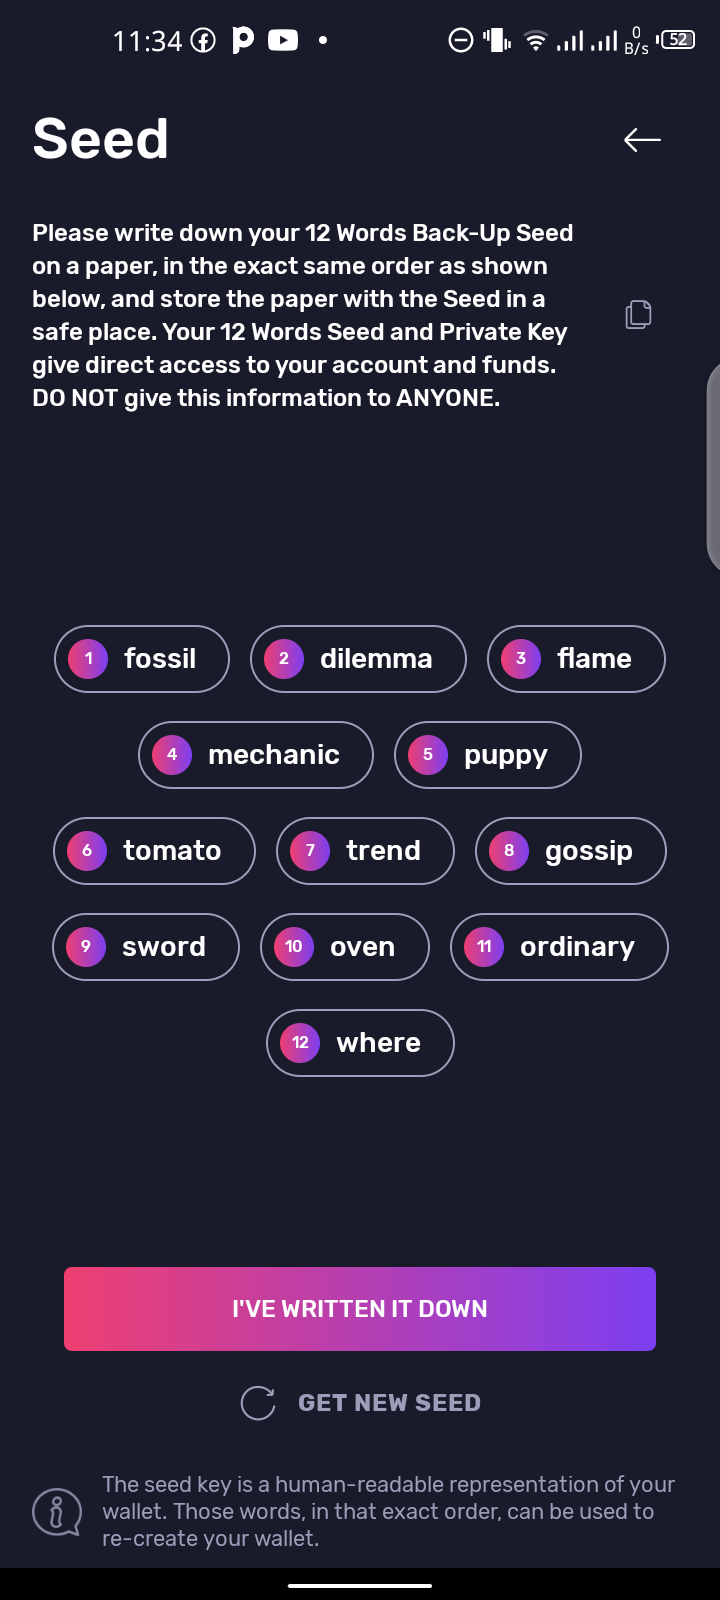 11:34
0
B/s
52
Seed
Please write down your 12 Words Back-Up Seed
on a paper, in the exact same order as shown
below, and store the paper with the Seed in a
safe place. Your 12 Words Seed and Private Key
give direct access to your account and funds.
DO NOT give this information to ANYONE.
1 fossil 2 dilemma 3 flame
4 mechanic 5 puppy
6 tomato 7 trend 8 gossip
9 sword 10 oven 11 ordinary
12 where
I'VE WRITTEN IT DOWN
GET NEW SEED
The seed key is a human-readable representation of your
wallet. Those words, in that exact order, can be used to
re-create your wallet.